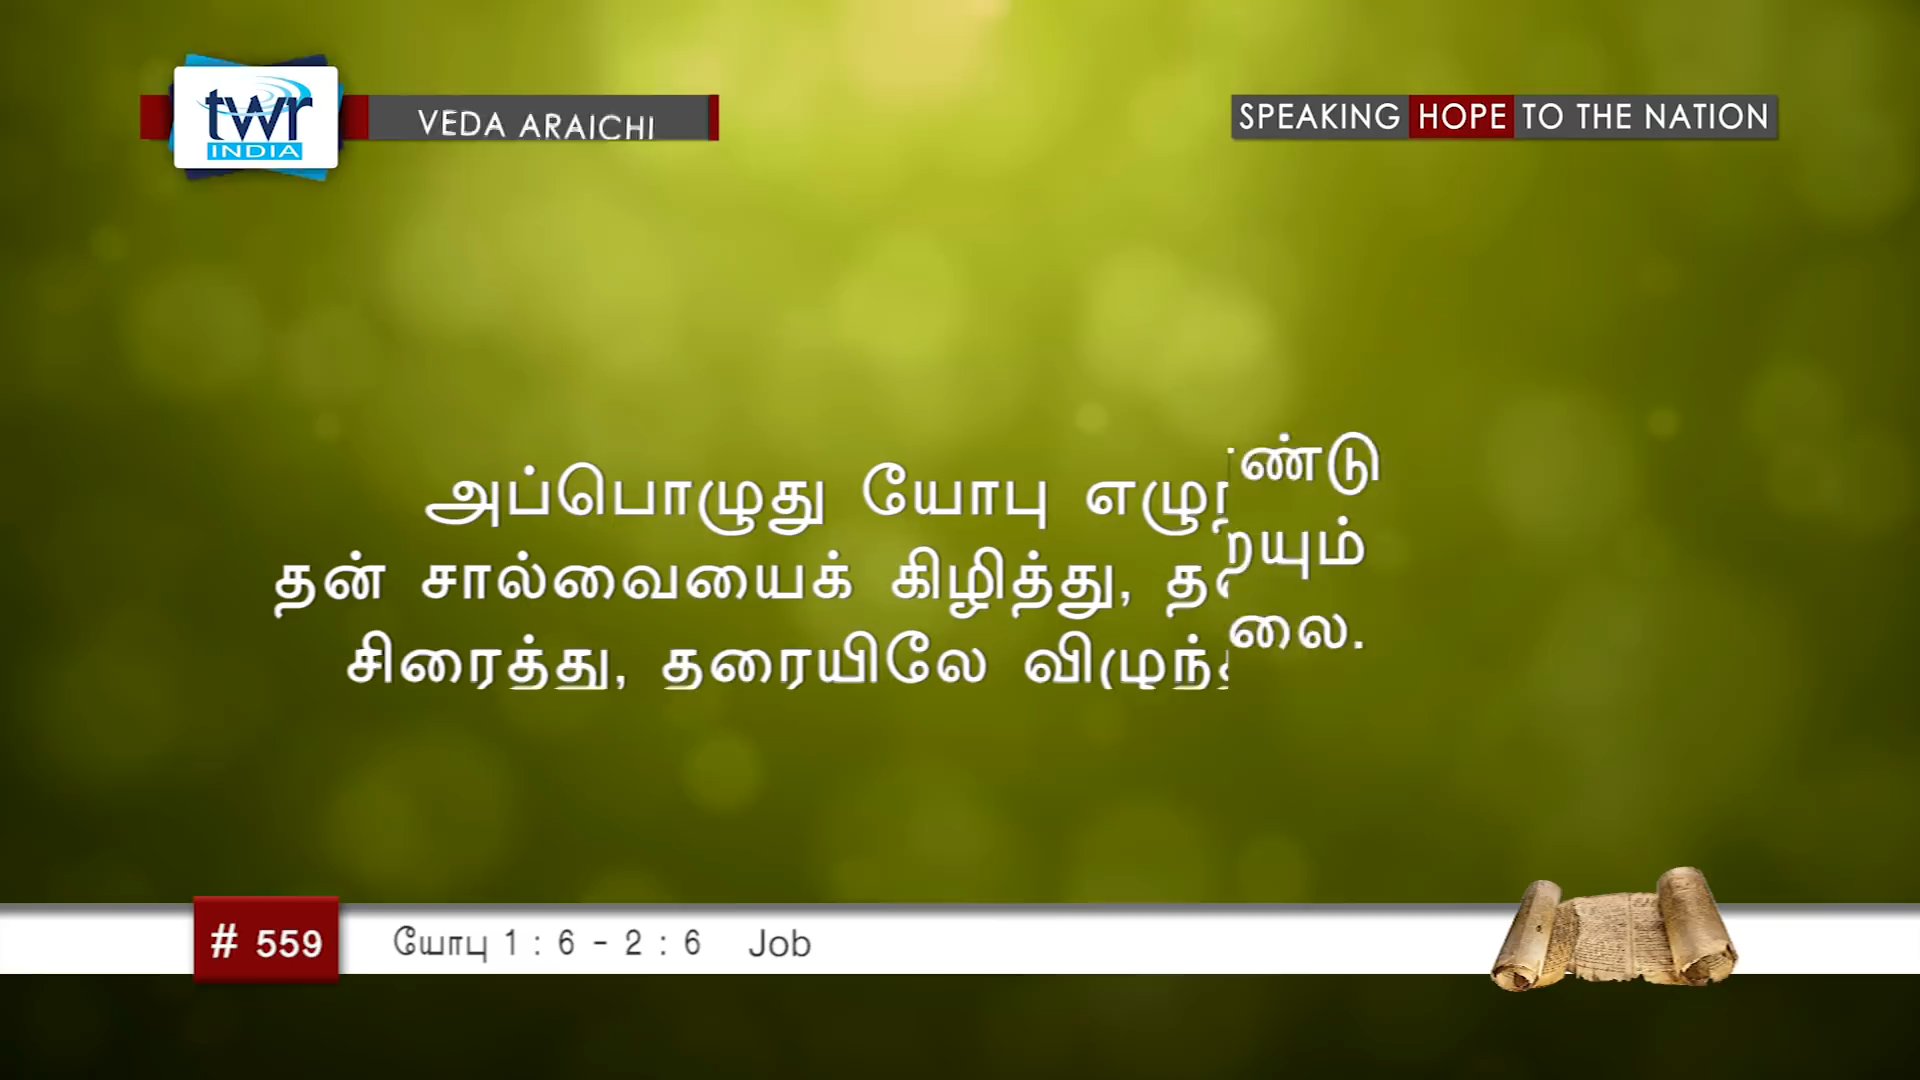 twr
INDIA
VEDA ARAICHI
SPEAKING HOPE TO THE NATION
அப்பொழுது யோபு
தன் சால்வையைக் கிழித்து,
சிரைத்து, தரையிலே
# 559
யோபு 1 : 6 - 2 : 6 Job